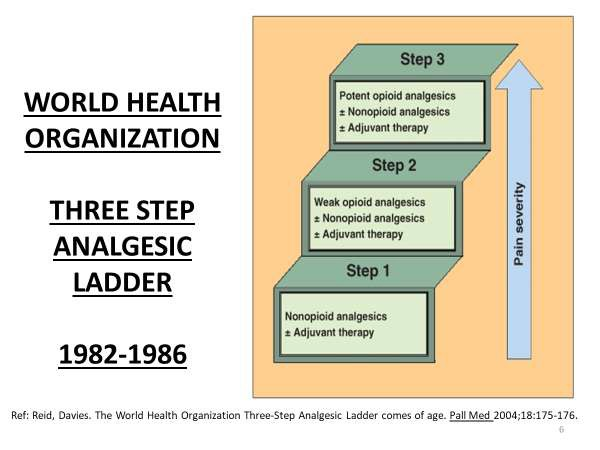 WORLD HEALTH
ORGANIZATION
THREE STEP
ANALGESIC
LADDER
1982-1986
Step 3
Potent opioid analgesics
± Nonopioid analgesics
± Adjuvant therapy
Step 2
Weak opioid analgesics
± Nonopioid analgesics
± Adjuvant therapy
Step 1
Nonopioid analgesics
± Adjuvant therapy
Pain severity
Ref: Reid, Davies. The World Health Organization Three-Step Analgesic Ladder comes of age. Pall Med 2004;18:175-176.
6